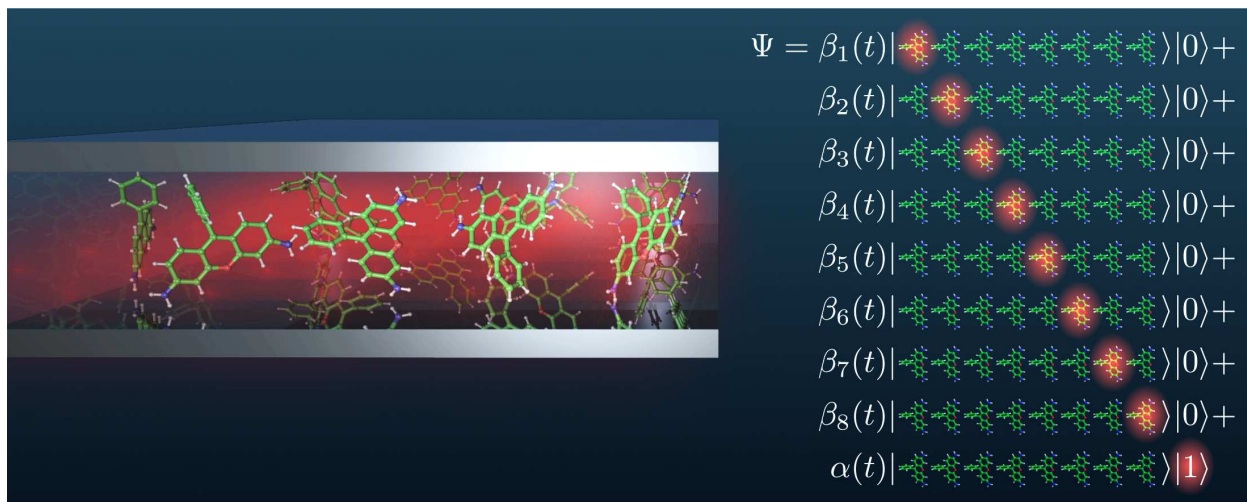 Ψ = β₁(t)| ⟩|0⟩+
β₂(t)| ⟩|0⟩+
β₃(t)| ⟩|0⟩+
β₄(t)| ⟩|0⟩+
β₅(t)| ⟩|0⟩+
β₆(t)| ⟩|0⟩+
β₇(t)| ⟩|0⟩+
β₈(t)| ⟩|0⟩+
α(t)| ⟩|1⟩